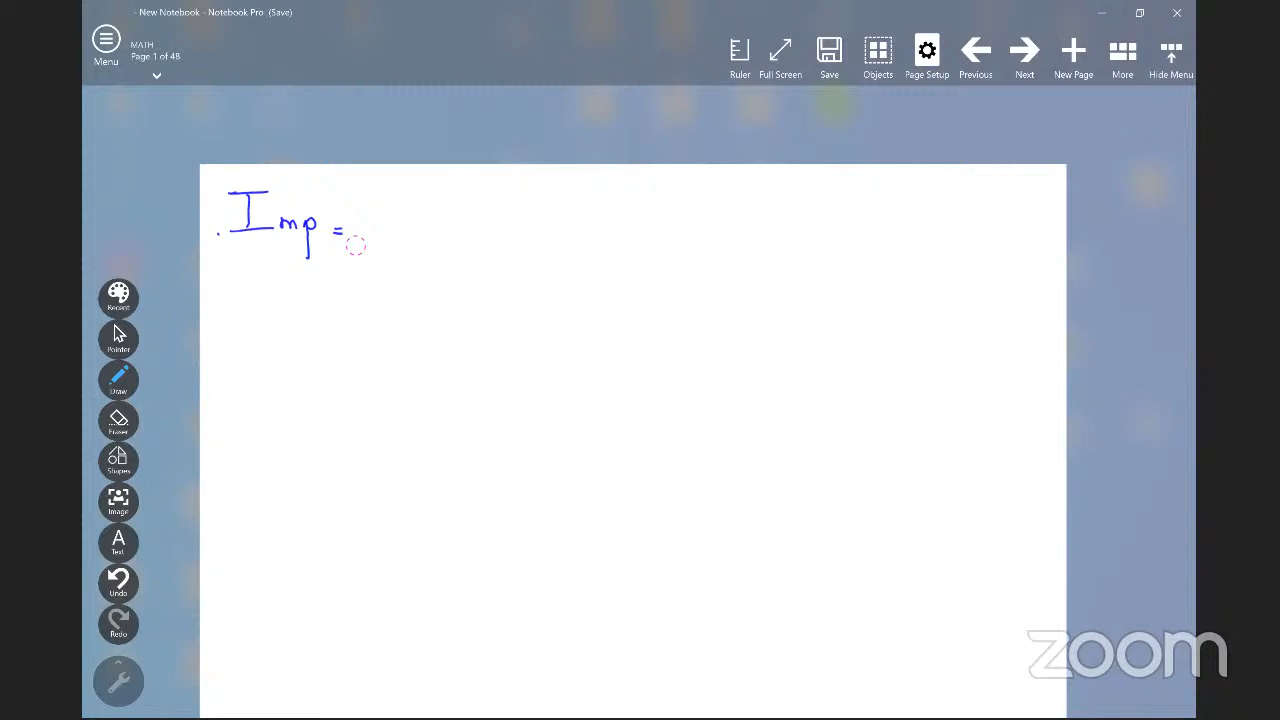 - New Notebook - Notebook Pro (Save)
Menu
MATH
Page 1 of 48
Ruler
Full Screen
Save
Objects
Page Setup
Previous
Next
New Page
More
Hide Menu
Imp =
Recent
Pointer
Draw
Eraser
Shapes
Image
A
Text
Undo
Redo
zoom